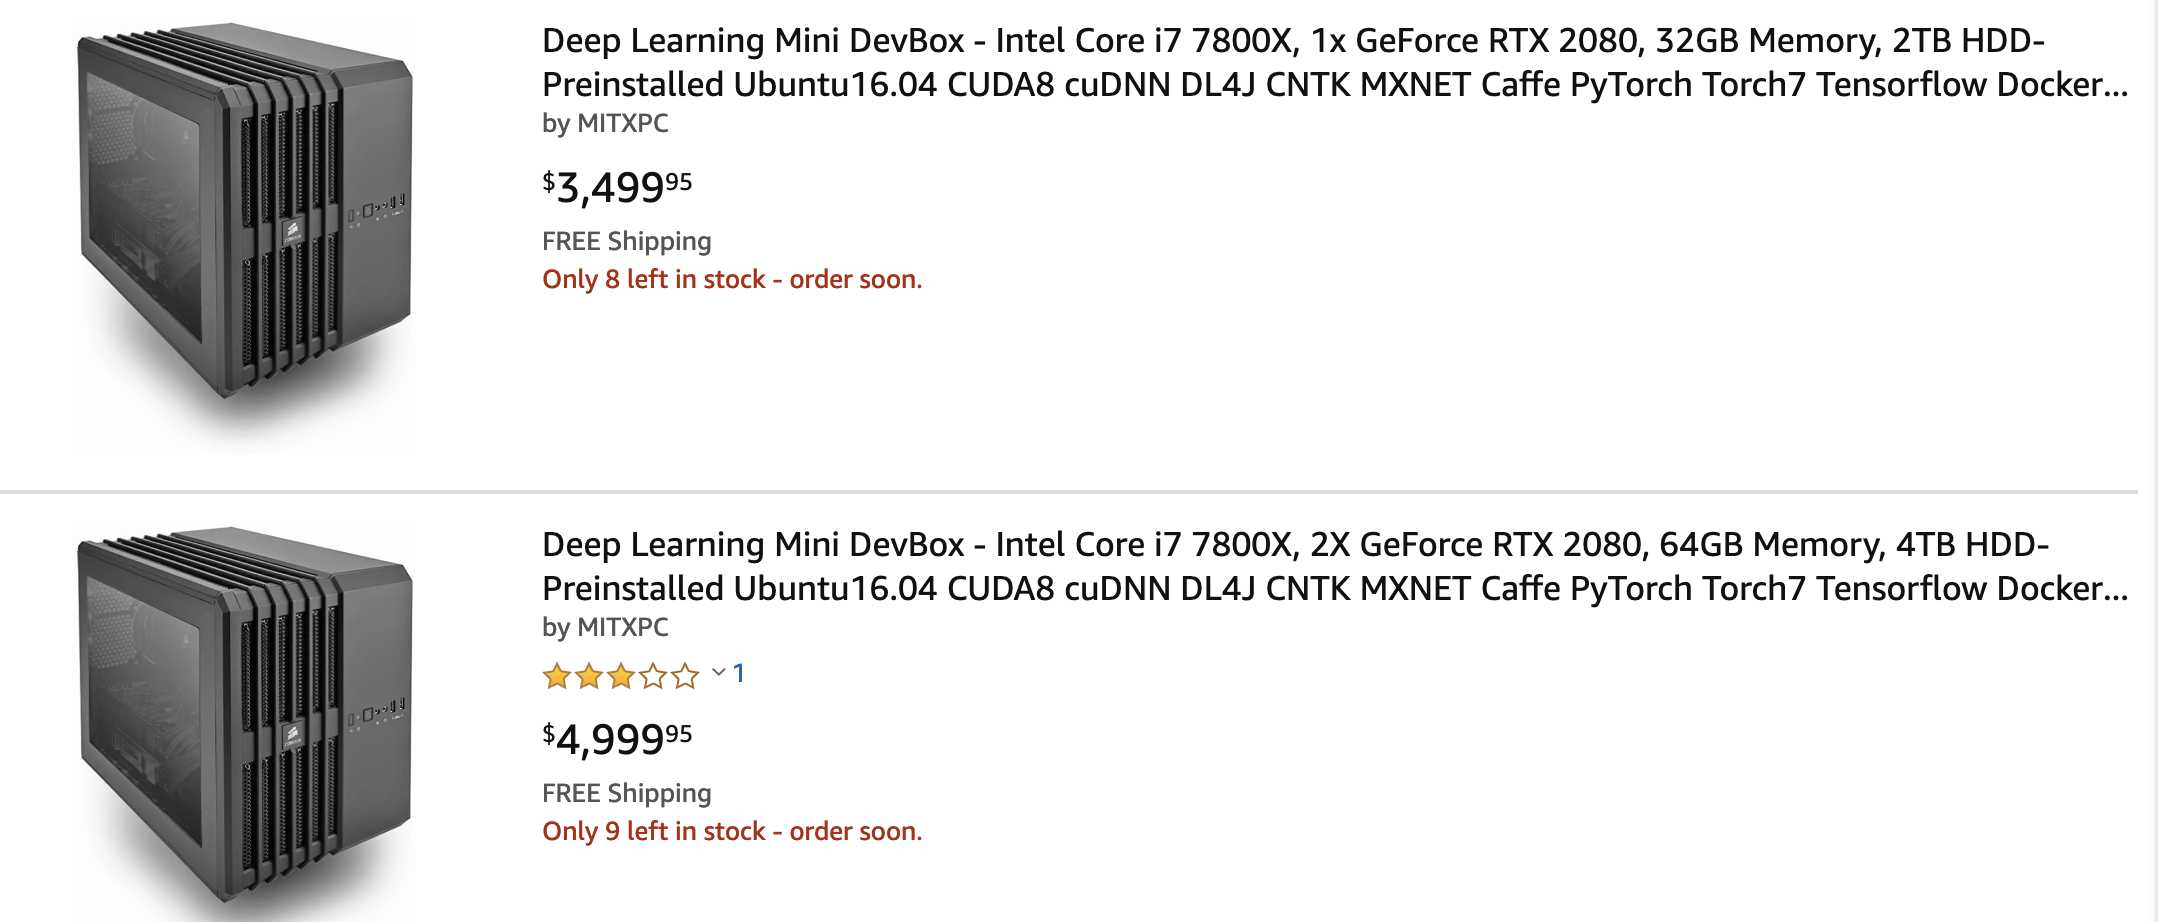 Deep Learning Mini DevBox - Intel Core i7 7800X, 1x GeForce RTX 2080, 32GB Memory, 2TB HDD-
Preinstalled Ubuntu16.04 CUDA8 cuDNN DL4J CNTK MXNET Caffe PyTorch Torch7 Tensorflow Docker...
by MITXPC
$3,49995
FREE Shipping
Only 8 left in stock - order soon.
Deep Learning Mini DevBox - Intel Core i7 7800X, 2X GeForce RTX 2080, 64GB Memory, 4TB HDD-
Preinstalled Ubuntu16.04 CUDA8 cuDNN DL4J CNTK MXNET Caffe PyTorch Torch7 Tensorflow Docker...
by MITXPC
1
$4,99995
FREE Shipping
Only 9 left in stock - order soon.